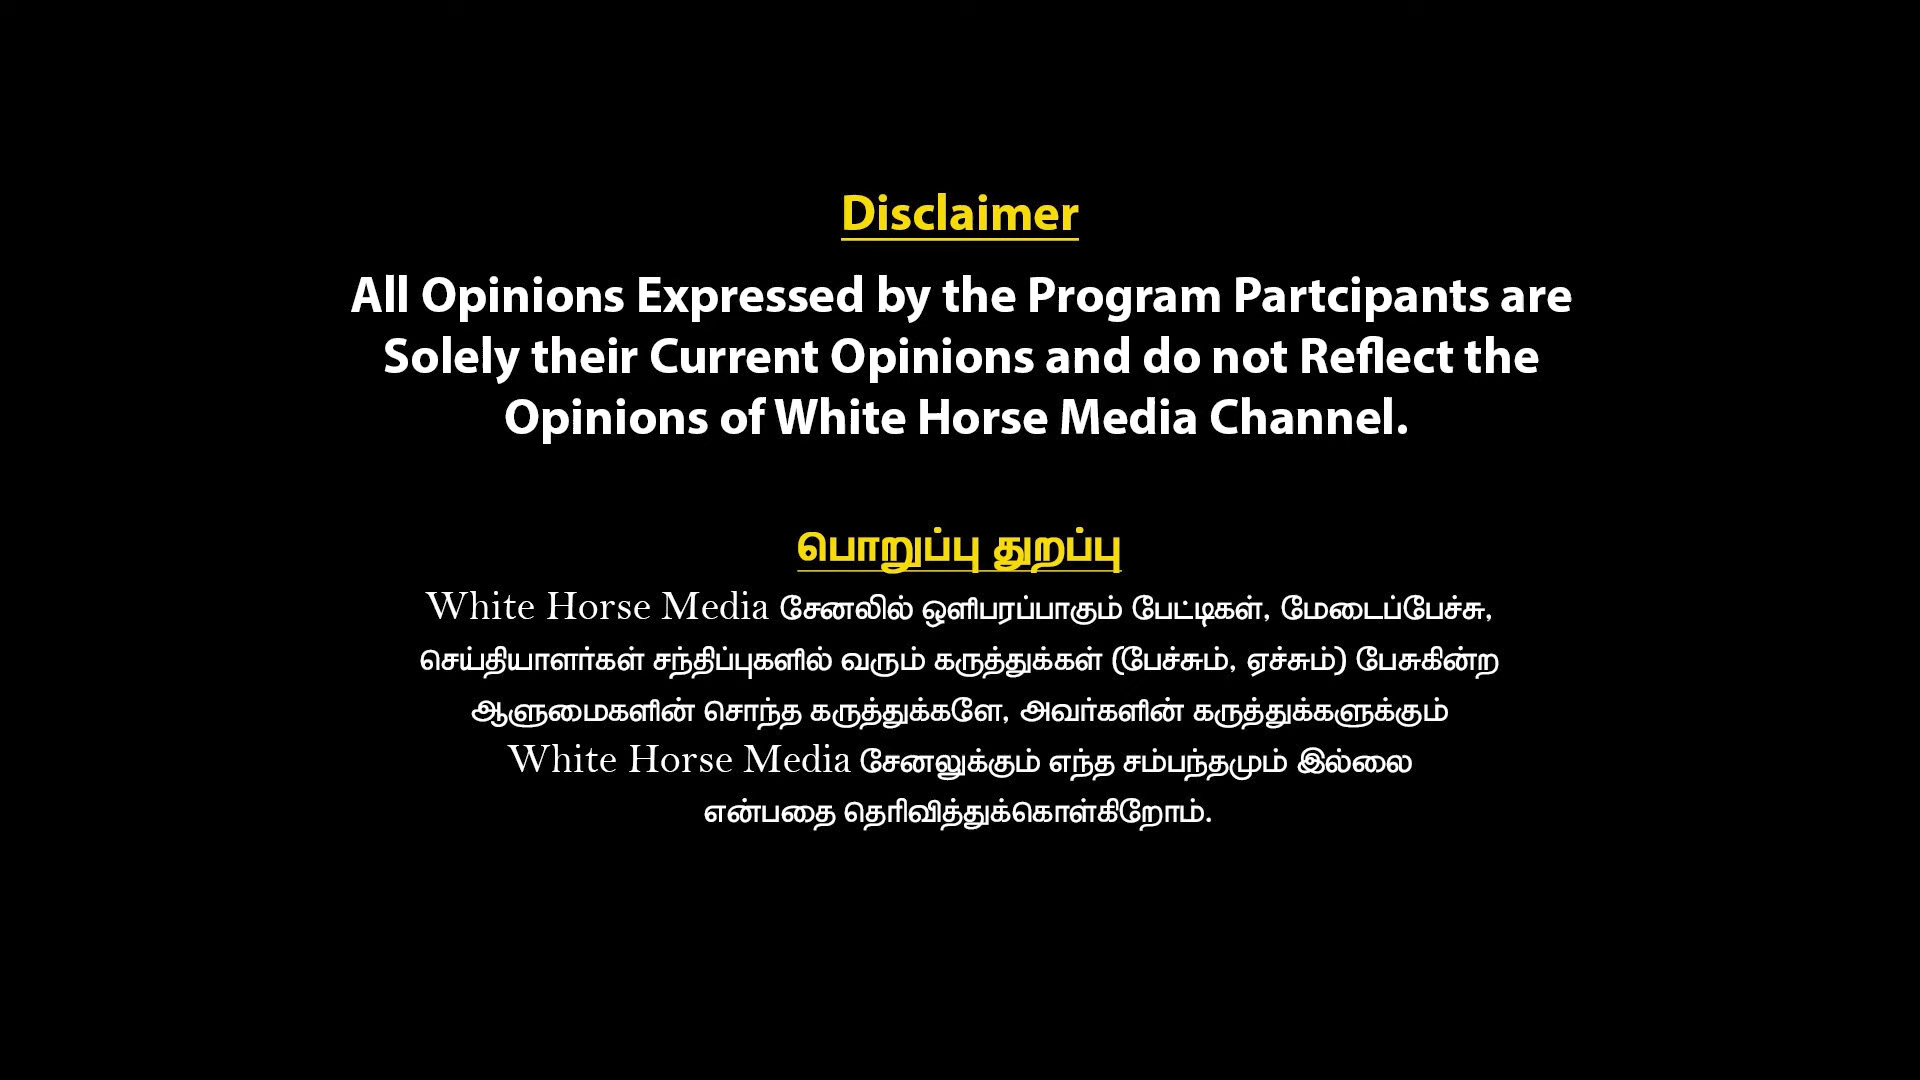 Disclaimer
All Opinions Expressed by the Program Partcipants are
Solely their Current Opinions and do not Reflect the
Opinions of White Horse Media Channel.
பொறுப்பு துறப்பு
White Horse Media சேனலில் ஒளிபரப்பாகும் பேட்டிகள், மேடைப்பேச்சு,
செய்தியாளர்கள் சந்திப்புகளில் வரும் கருத்துக்கள் (பேச்சும், ஏச்சும்) பேசுகின்ற
ஆளுமைகளின் சொந்த கருத்துக்களே, அவர்களின் கருத்துக்களுக்கும்
White Horse Media சேனலுக்கும் எந்த சம்பந்தமும் இல்லை
என்பதை தெரிவித்துக்கொள்கிறோம்.